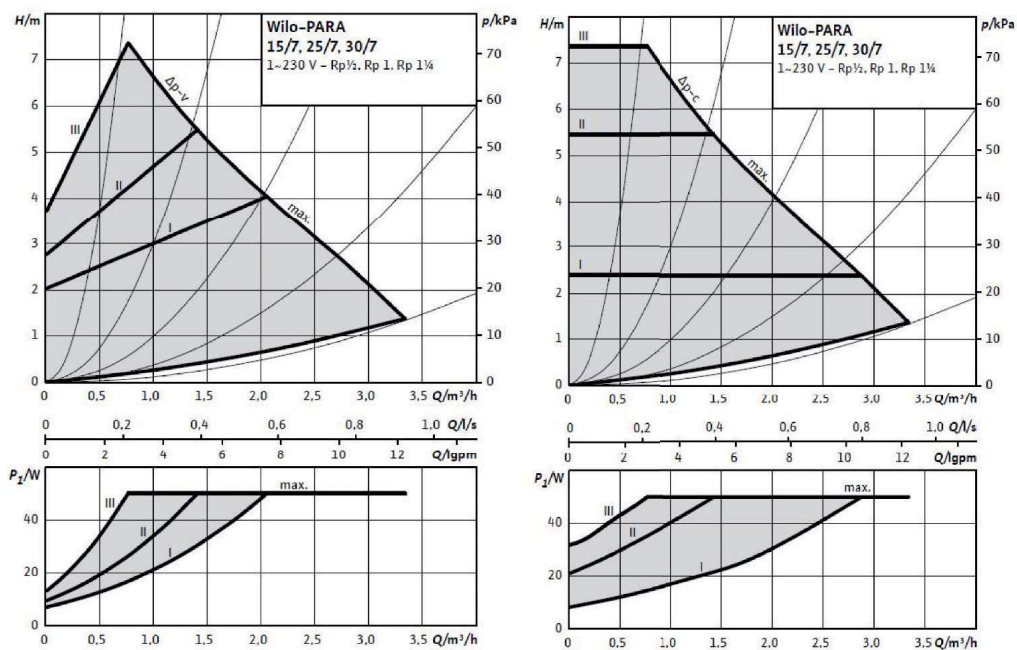 H/m
p/kPa
Wilo-PARA
15/7, 25/7, 30/7
1~230 V – Rp½, Rp 1, Rp 1¼
7
6
5
4
3
2
1
0
70
60
50
40
30
20
10
0
Δp-v
III
II
I
max.
0 0,5 1,0 1,5 2,0 2,5 3,0 3,5 Q/m³/h
0 0,2 0,4 0,6 0,8 1,0 Q/l/s
0 2 4 6 8 10 12 Q/lgpm
P₁/W
40
20
0
III
II
I
max.
0 0,5 1,0 1,5 2,0 2,5 3,0 Q/m³/h
H/m
p/kPa
Wilo-PARA
15/7, 25/7, 30/7
1~230 V – Rp½, Rp 1, Rp 1¼
7
6
5
4
3
2
1
0
70
60
50
40
30
20
10
0
III
Δp-c
II
max.
I
0 0,5 1,0 1,5 2,0 2,5 3,0 3,5 Q/m³/h
0 0,2 0,4 0,6 0,8 1,0 Q/l/s
0 2 4 6 8 10 12 Q/lgpm
P₁/W
40
20
0
III
II
I
max.
0 0,5 1,0 1,5 2,0 2,5 3,0 Q/m³/h